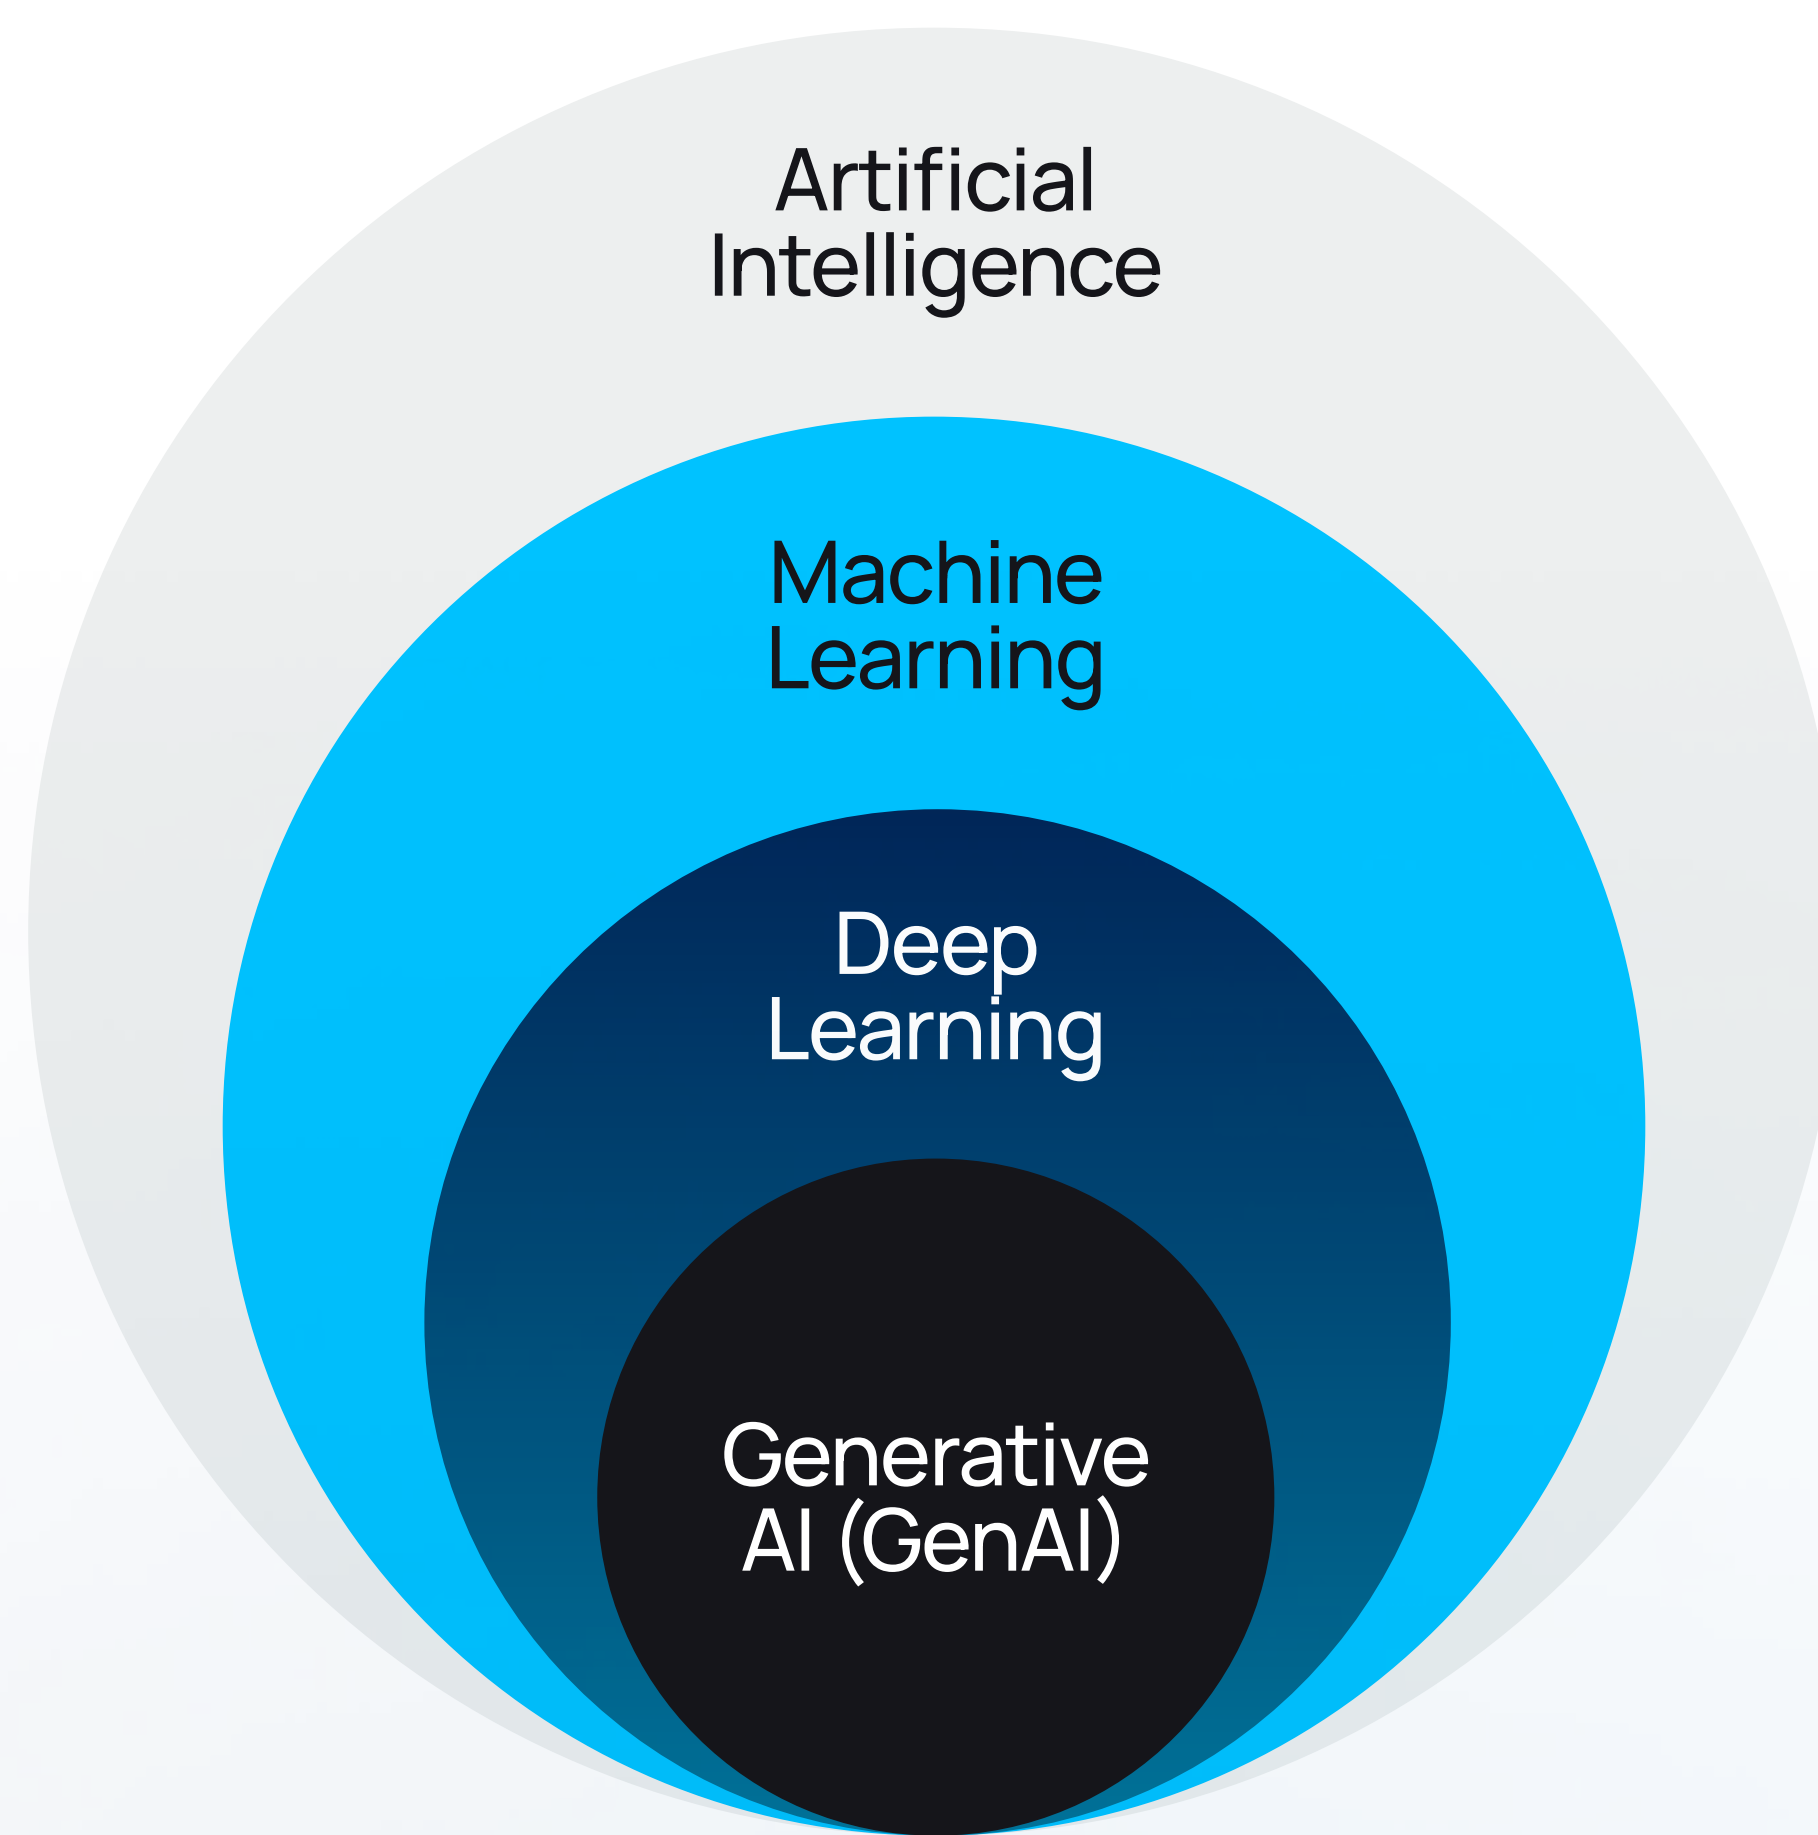 Artificial
Intelligence
Machine
Learning
Deep
Learning
Generative
AI (GenAI)